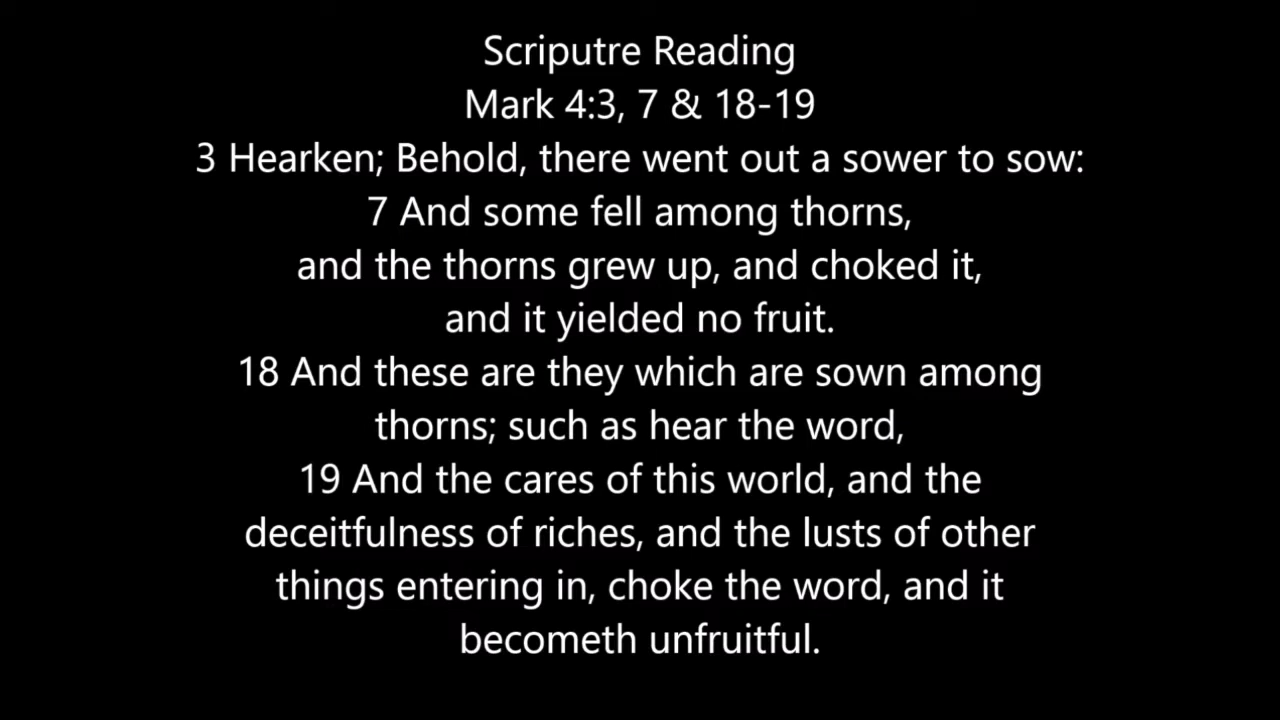 Scriputre Reading
Mark 4:3, 7 & 18-19
3 Hearken; Behold, there went out a sower to sow:
7 And some fell among thorns,
and the thorns grew up, and choked it,
and it yielded no fruit.
18 And these are they which are sown among
thorns; such as hear the word,
19 And the cares of this world, and the
deceitfulness of riches, and the lusts of other
things entering in, choke the word, and it
becometh unfruitful.